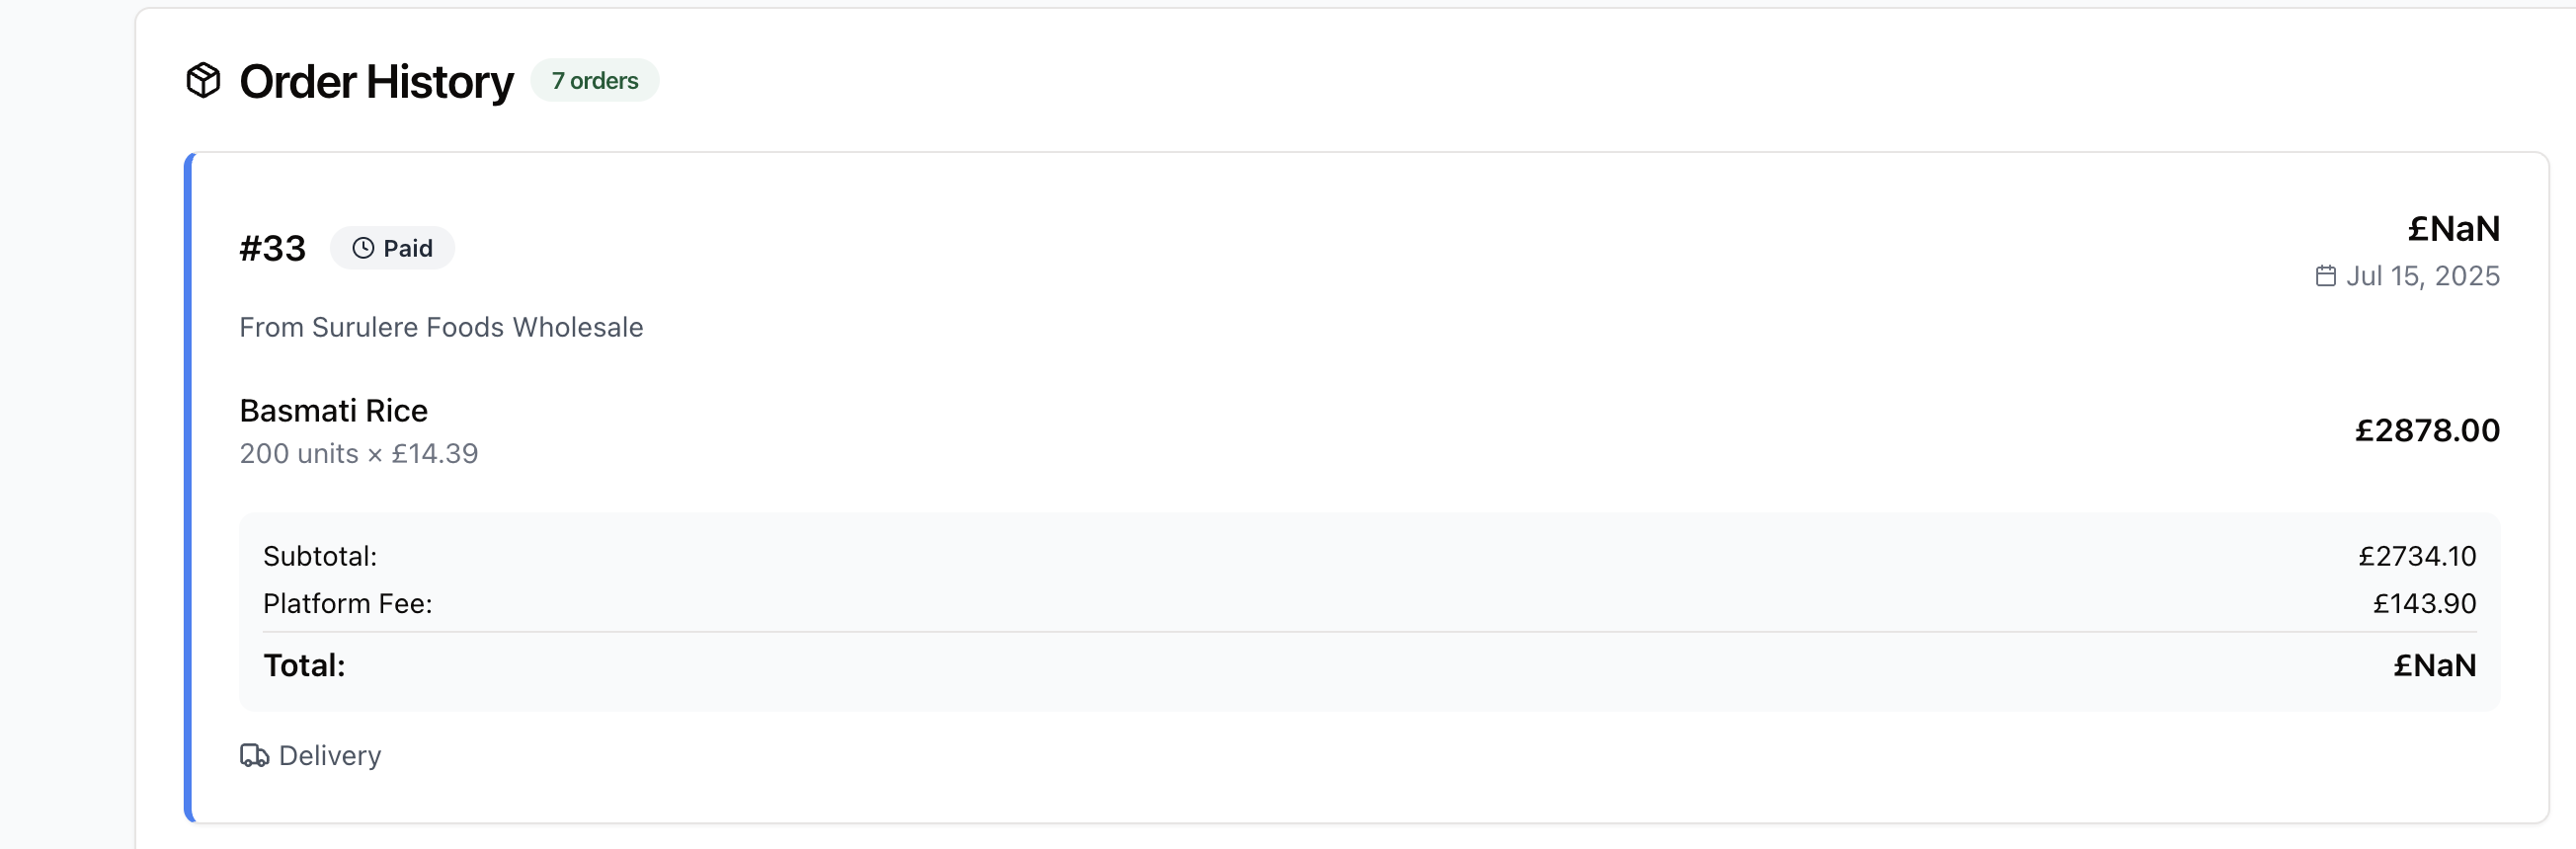 Order History 7 orders
#33 Paid
£NaN
Jul 15, 2025
From Surulere Foods Wholesale
Basmati Rice
200 units × £14.39
£2878.00
Subtotal: £2734.10
Platform Fee: £143.90
Total: £NaN
Delivery